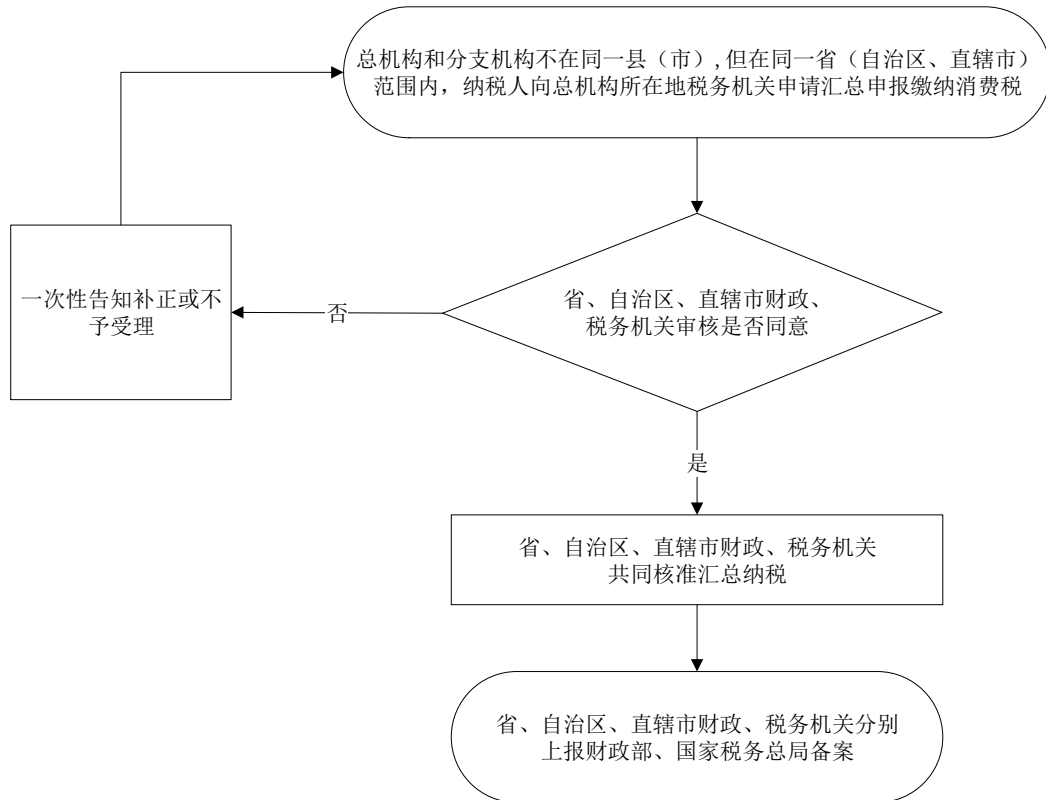 总机构和分支机构不在同一县（市）,但在同一省（自治区、直辖市）
范围内，纳税人向总机构所在地税务机关申请汇总申报缴纳消费税
省、自治区、直辖市财政、
税务机关审核是否同意
否
一次性告知补正或不
予受理
是
省、自治区、直辖市财政、税务机关
共同核准汇总纳税
省、自治区、直辖市财政、税务机关分别
上报财政部、国家税务总局备案